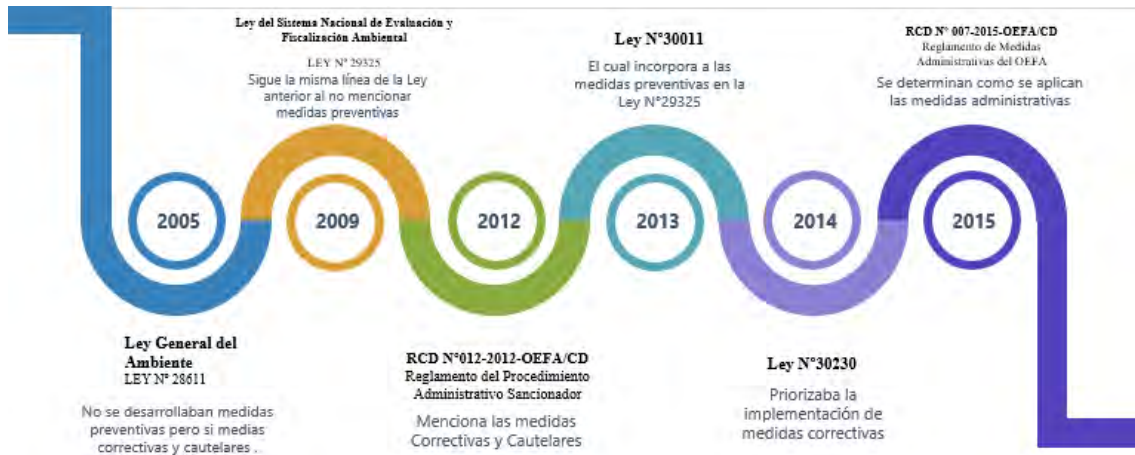 2005
Ley General del
Ambiente
LEY N° 28611
No se desarrollaban medidas
preventivas pero si medias
correctivas y cautelares .
Ley del Sistema Nacional de Evaluación y
Fiscalización Ambiental
LEY N° 29325
Sigue la misma línea de la Ley
anterior al no mencionar
medidas preventivas
2009
2012
RCD N°012-2012-OEFA/CD
Reglamento del Procedimiento
Administrativo Sancionador
Menciona las medidas
Correctivas y Cautelares
Ley N°30011
El cual incorpora a las
medidas preventivas en la
Ley N°29325
2013
2014
Ley N°30230
Priorizaba la
implementación de
medidas correctivas
RCD N° 007-2015-OEFA/CD
Reglamento de Medidas
Administrativas del OEFA
Se determinan como se aplican
las medidas administrativas
2015